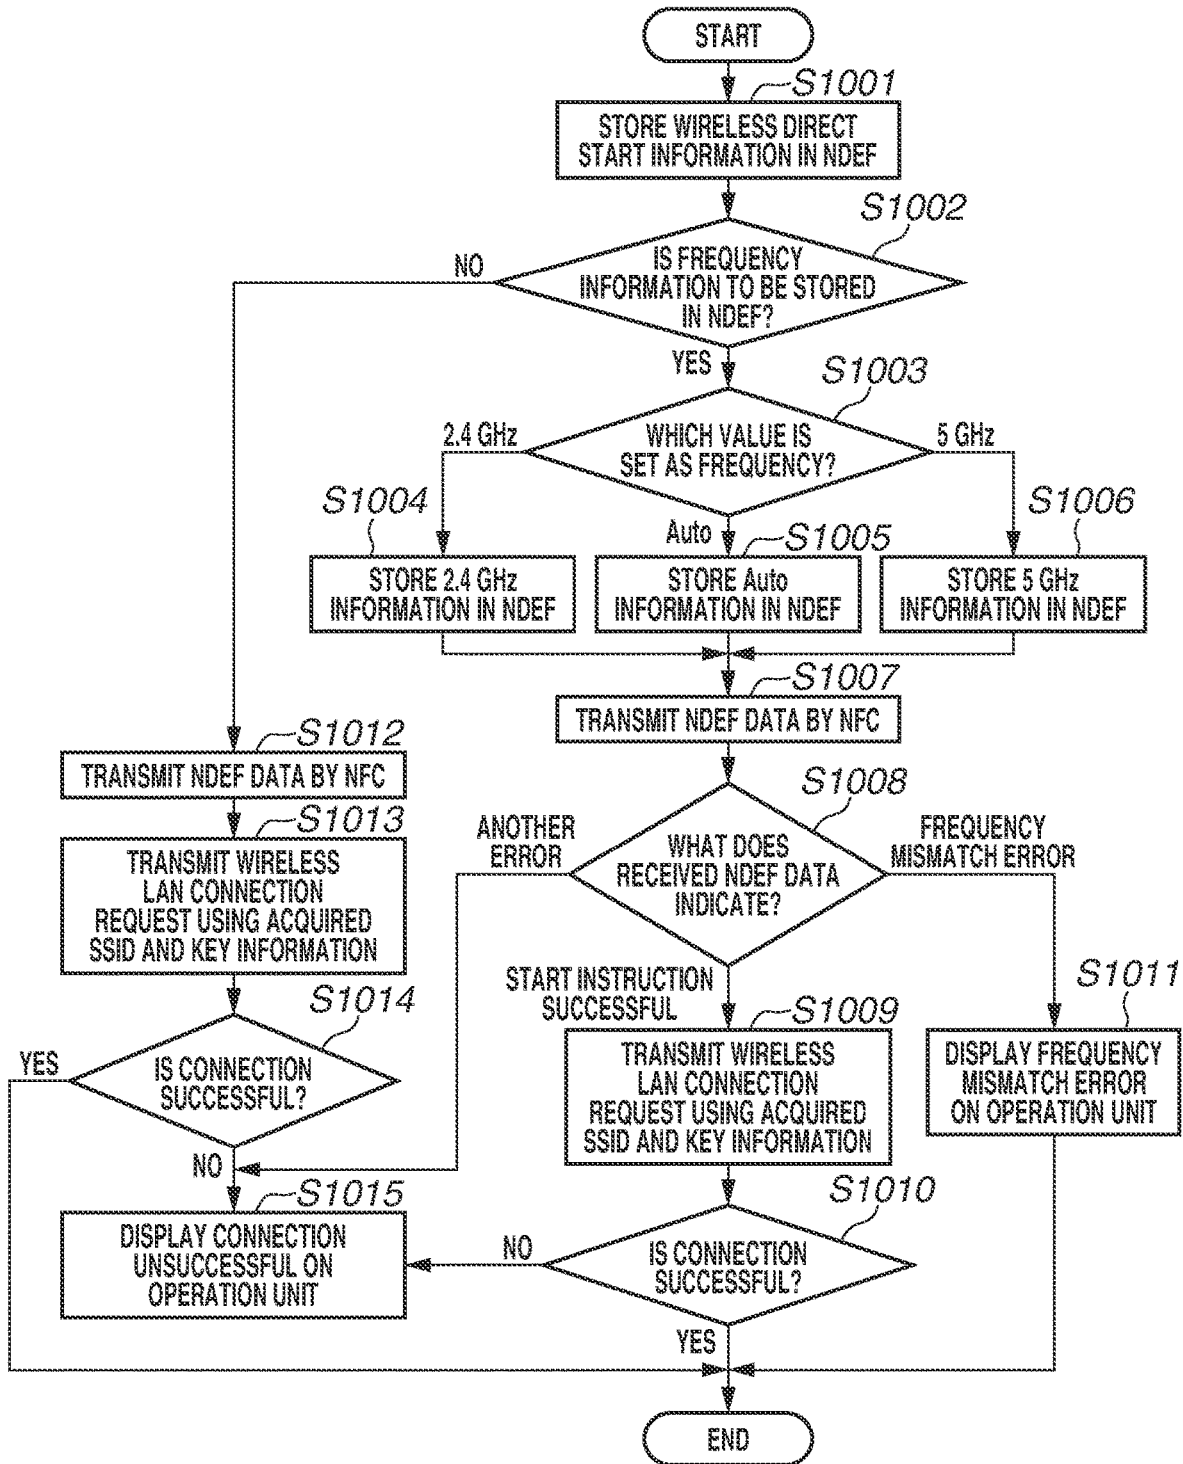 START
S1001
STORE WIRELESS DIRECT
START INFORMATION IN NDEF
S1002
IS FREQUENCY
INFORMATION TO BE STORED
IN NDEF?
NO
YES
S1003
WHICH VALUE IS
SET AS FREQUENCY?
2.4 GHz
5 GHz
Auto
S1004
STORE 2.4 GHz
INFORMATION IN NDEF
S1005
STORE Auto
INFORMATION IN NDEF
S1006
STORE 5 GHz
INFORMATION IN NDEF
S1007
TRANSMIT NDEF DATA BY NFC
S1012
TRANSMIT NDEF DATA BY NFC
S1008
WHAT DOES
RECEIVED NDEF DATA
INDICATE?
ANOTHER
ERROR
FREQUENCY
MISMATCH ERROR
START INSTRUCTION
SUCCESSFUL
S1013
TRANSMIT WIRELESS
LAN CONNECTION
REQUEST USING ACQUIRED
SSID AND KEY INFORMATION
S1014
IS CONNECTION
SUCCESSFUL?
YES
NO
S1009
TRANSMIT WIRELESS
LAN CONNECTION
REQUEST USING ACQUIRED
SSID AND KEY INFORMATION
S1011
DISPLAY FREQUENCY
MISMATCH ERROR
ON OPERATION UNIT
S1015
DISPLAY CONNECTION
UNSUCCESSFUL ON
OPERATION UNIT
S1010
IS CONNECTION
SUCCESSFUL?
NO
YES
END